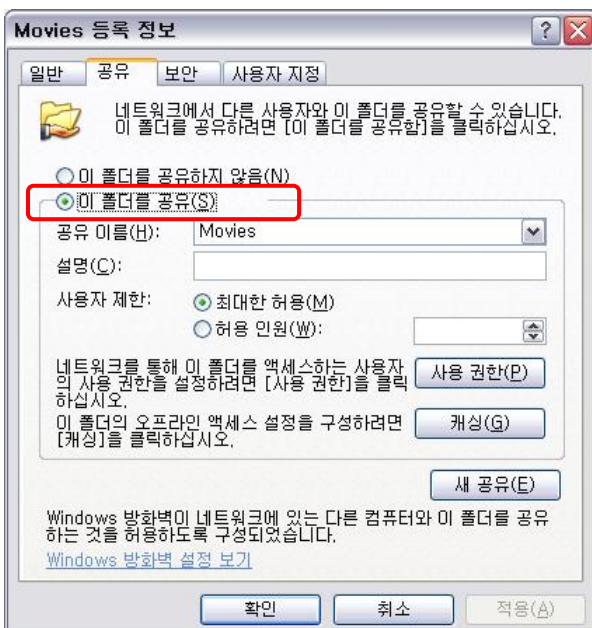 Movies 등록 정보
일반 공유 보안 사용자 지정
네트워크에서 다른 사용자와 이 폴더를 공유할 수 있습니다.
이 폴더를 공유하려면 [이 폴더를 공유함]을 클릭하십시오.
이 폴더를 공유하지 않음(N)
이 폴더를 공유(S)
공유 이름(H): Movies
설명(C):
사용자 제한: 최대한 허용(M)
허용 인원(W):
네트워크를 통해 이 폴더를 액세스하는 사용자
의 사용 권한을 설정하려면 [사용 권한]을 클릭
하십시오.
사용 권한(P)
이 폴더의 오프라인 액세스 설정을 구성하려면
[캐싱]을 클릭하십시오.
캐싱(G)
새 공유(E)
Windows 방화벽이 네트워크에 있는 다른 컴퓨터와 이 폴더를 공유
하는 것을 허용하도록 구성되었습니다.
Windows 방화벽 설정 보기
확인 취소 적용(A)